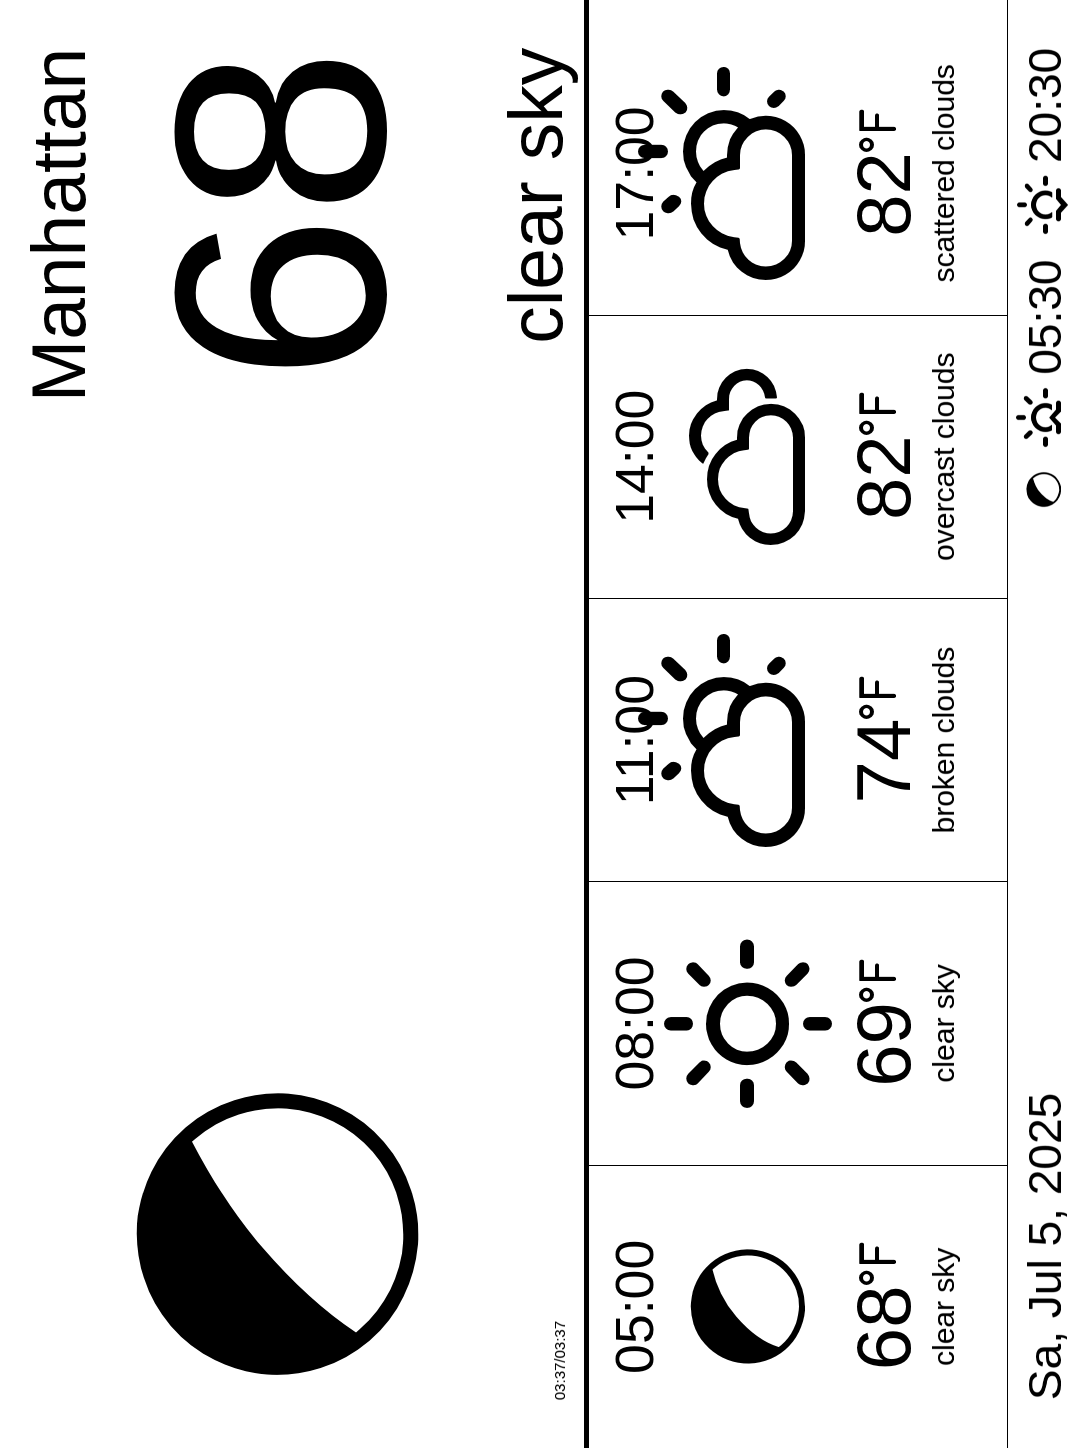 Manhattan
68
clear sky
03:37/03:37
05:00
68°F
clear sky
08:00
69°F
clear sky
11:00
74°F
broken clouds
14:00
82°F
overcast clouds
17:00
82°F
scattered clouds
Sa, Jul 5, 2025
05:30 20:30